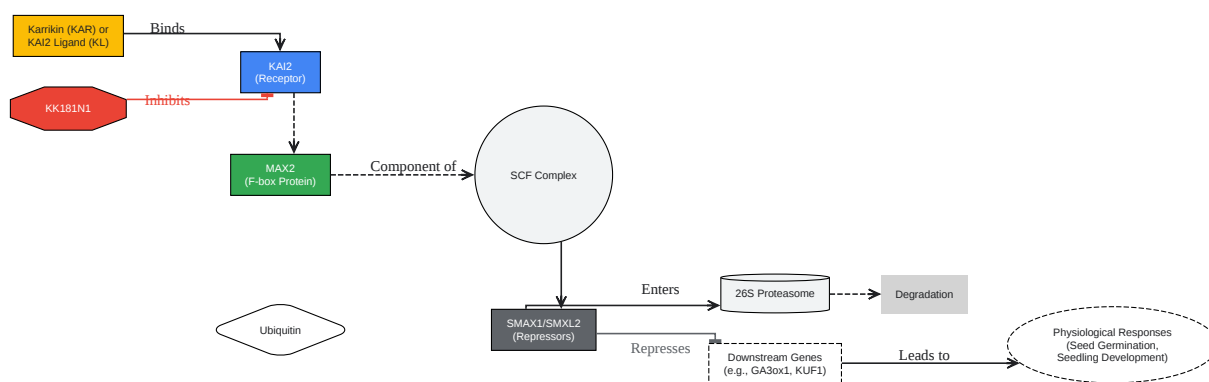 Karrikin (KAR) or
KAI2 Ligand (KL)
Binds
KAI2
(Receptor)
KK181N1
Inhibits
MAX2
(F-box Protein)
Component of
SCF Complex
Enters
26S Proteasome
Degradation
Ubiquitin
SMAX1/SMXL2
(Repressors)
Represses
Downstream Genes
(e.g., GA3ox1, KUF1)
Leads to
Physiological Responses
(Seed Germination,
Seedling Development)